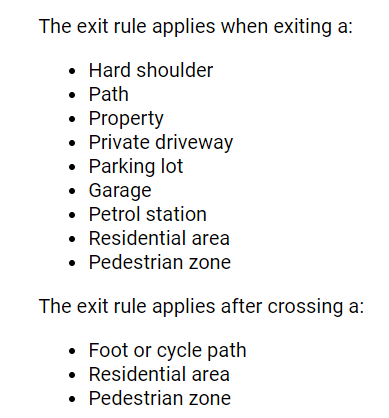 The exit rule applies when exiting a:
• Hard shoulder
• Path
• Property
• Private driveway
• Parking lot
• Garage
• Petrol station
• Residential area
• Pedestrian zone
The exit rule applies after crossing a:
• Foot or cycle path
• Residential area
• Pedestrian zone